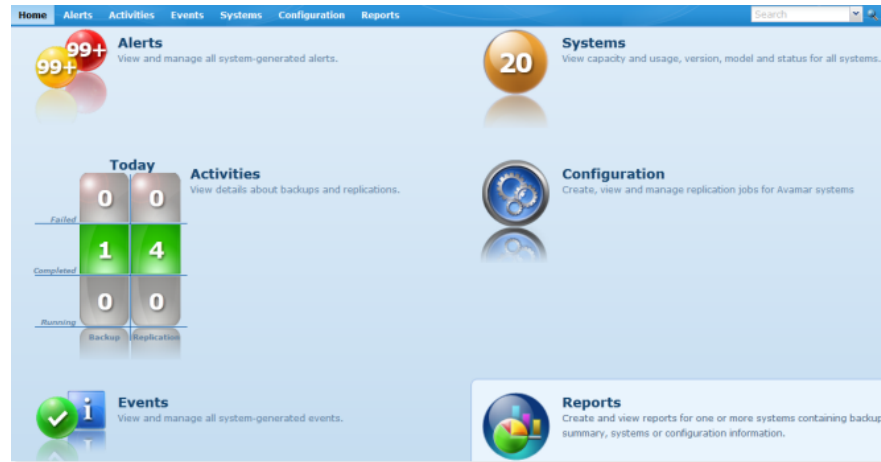 Home Alerts Activities Events Systems Configuration Reports Search
99+ 99+
Alerts
View and manage all system-generated alerts.
20
Systems
View capacity and usage, version, model and status for all systems.
Today
Activities
View details about backups and replications.
0 0
Failed
1 4
Completed
0 0
Running
Backup Replication
Configuration
Create, view and manage replication jobs for Avamar systems
i
Events
View and manage all system-generated events.
Reports
Create and view reports for one or more systems containing backup
summary, systems or configuration information.